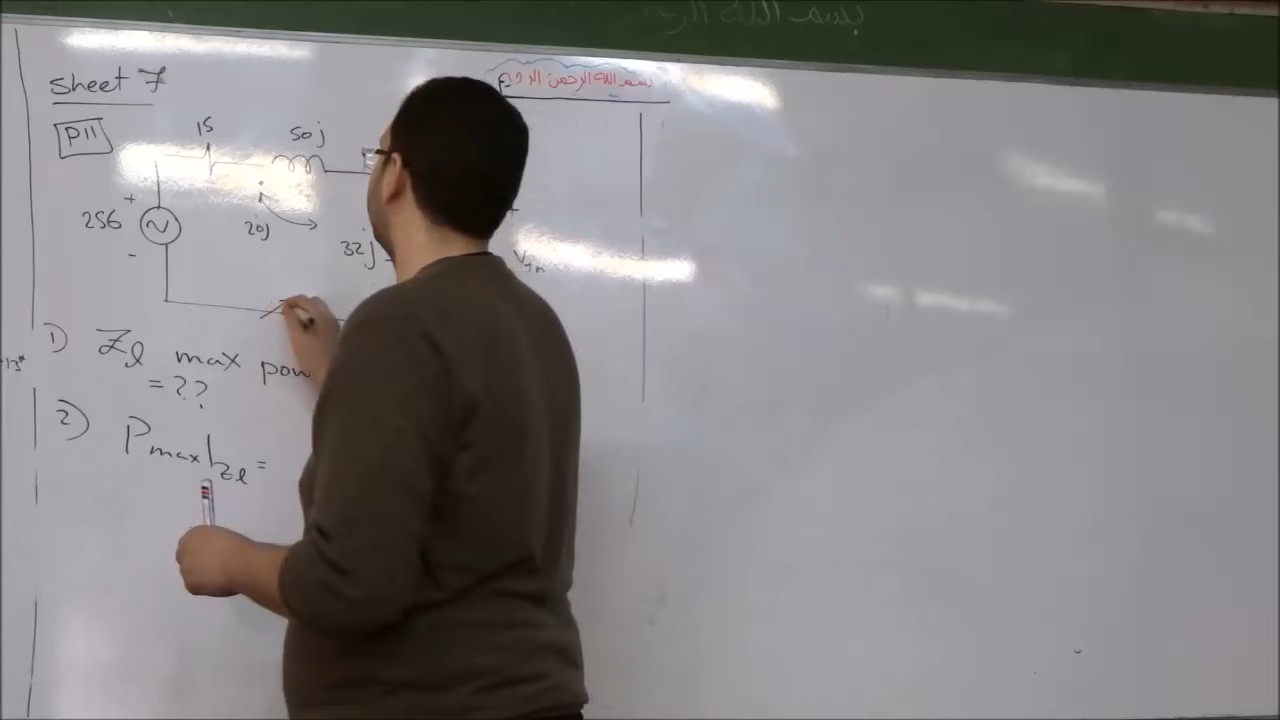 بسم الله الرحمن الرحيم
Sheet 7
P11
15
50j
+
256
-
20j
32j
+
Vth
1) Zl max pow
= ??
2) Pmax|Zl =